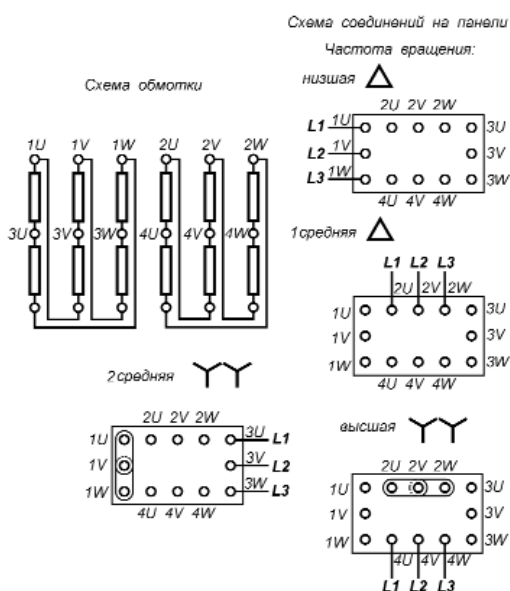 Схема соединений на панели
Частота вращения:
низшая
Схема обмотки
2U 2V 2W
L1 1U 3U
L2 1V 3V
L3 1W 3W
4U 4V 4W
1U 1V 1W 2U 2V 2W
3U 3V 3W 4U 4V 4W
1 средняя
L1 L2 L3
2U 2V 2W
1U 3U
1V 3V
1W 3W
4U 4V 4W
2 средняя
2U 2V 2W
1U 3U L1
1V 3V L2
1W 3W L3
4U 4V 4W
высшая
2U 2V 2W
1U 3U
1V 3V
1W 3W
4U 4V 4W
L1 L2 L3